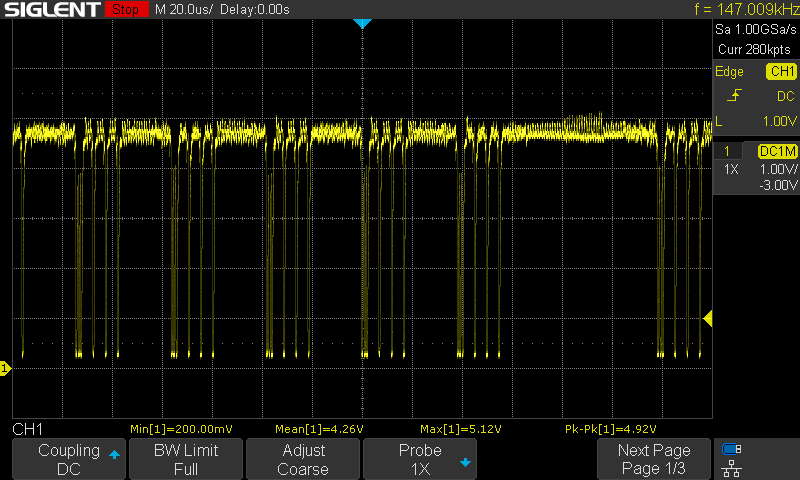 SIGLENT Stop M 20.0us/ Delay:0.00s f = 147.009kHz
Sa 1.00GSa/s
Curr 280kpts
Edge CH1
DC
L 1.00V
1 DC1M
1X 1.00V/
-3.00V
1
CH1 Min[1]=200.00mV Mean[1]=4.26V Max[1]=5.12V Pk-Pk[1]=4.92V
Coupling BW Limit Adjust Probe Next Page
DC Full Coarse 1X Page 1/3